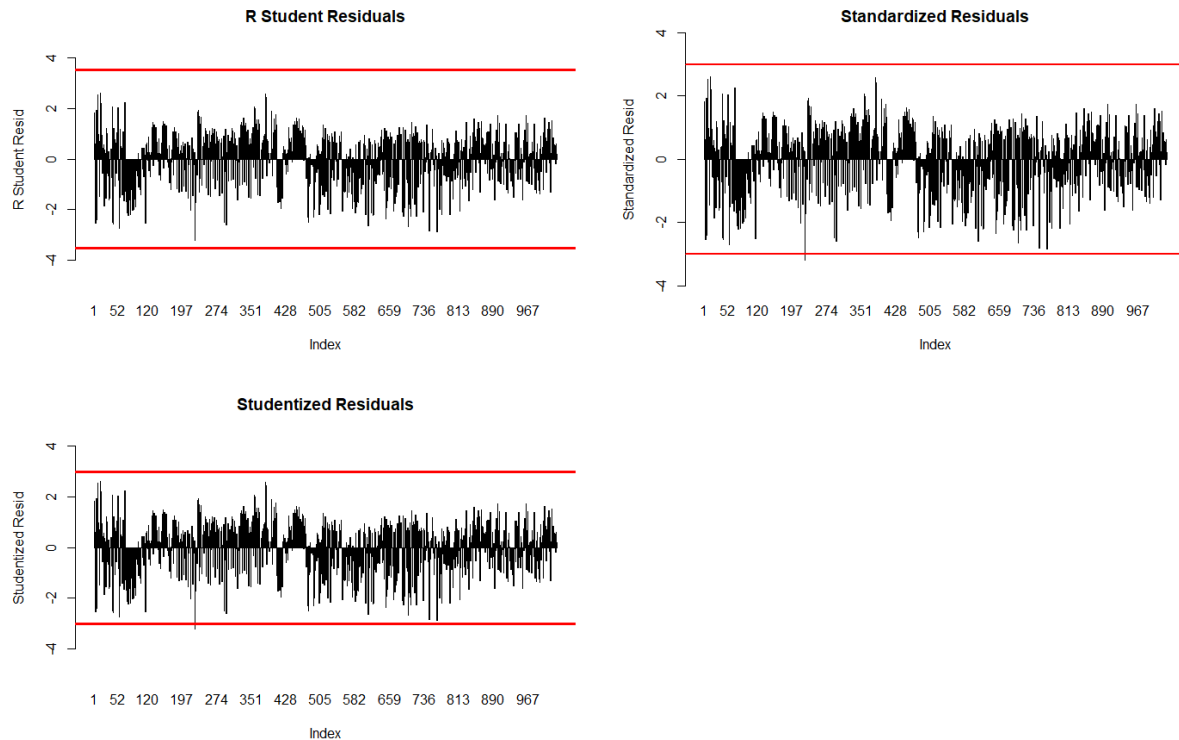 R Student Residuals
R Student Resid
4
2
0
-2
-4
1 52 120 197 274 351 428 505 582 659 736 813 890 967
Index
Standardized Residuals
Standardized Resid
4
2
0
-2
-4
1 52 120 197 274 351 428 505 582 659 736 813 890 967
Index
Studentized Residuals
Studentized Resid
4
2
0
-2
-4
1 52 120 197 274 351 428 505 582 659 736 813 890 967
Index